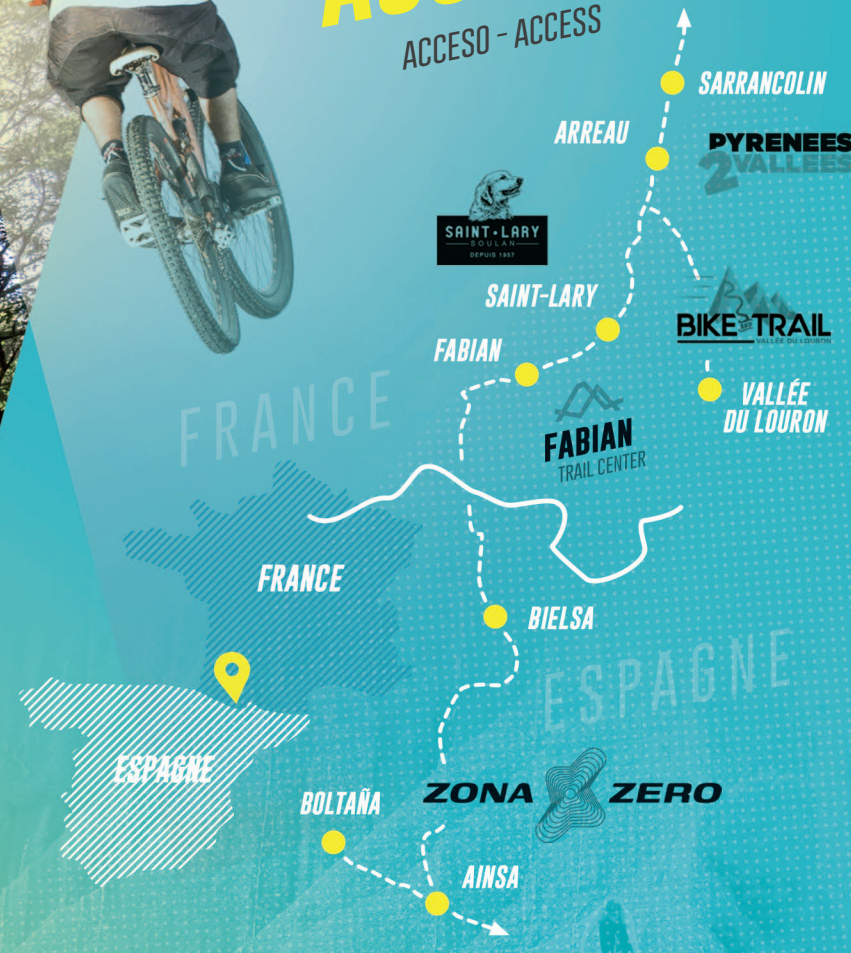 ACCESO - ACCESS
SARRANCOLIN
ARREAU
PYRENEES
2 VALLEES
SAINT • LARY
SOULAN
DEPUIS 1957
SAINT-LARY
BIKE AND TRAIL
VALLÉE DU LOURON
FABIAN
VALLÉE
DU LOURON
FRANCE
FABIAN
TRAIL CENTER
FRANCE
BIELSA
ESPAGNE
ESPAGNE
ZONA ZERO
BOLTAÑA
AINSA